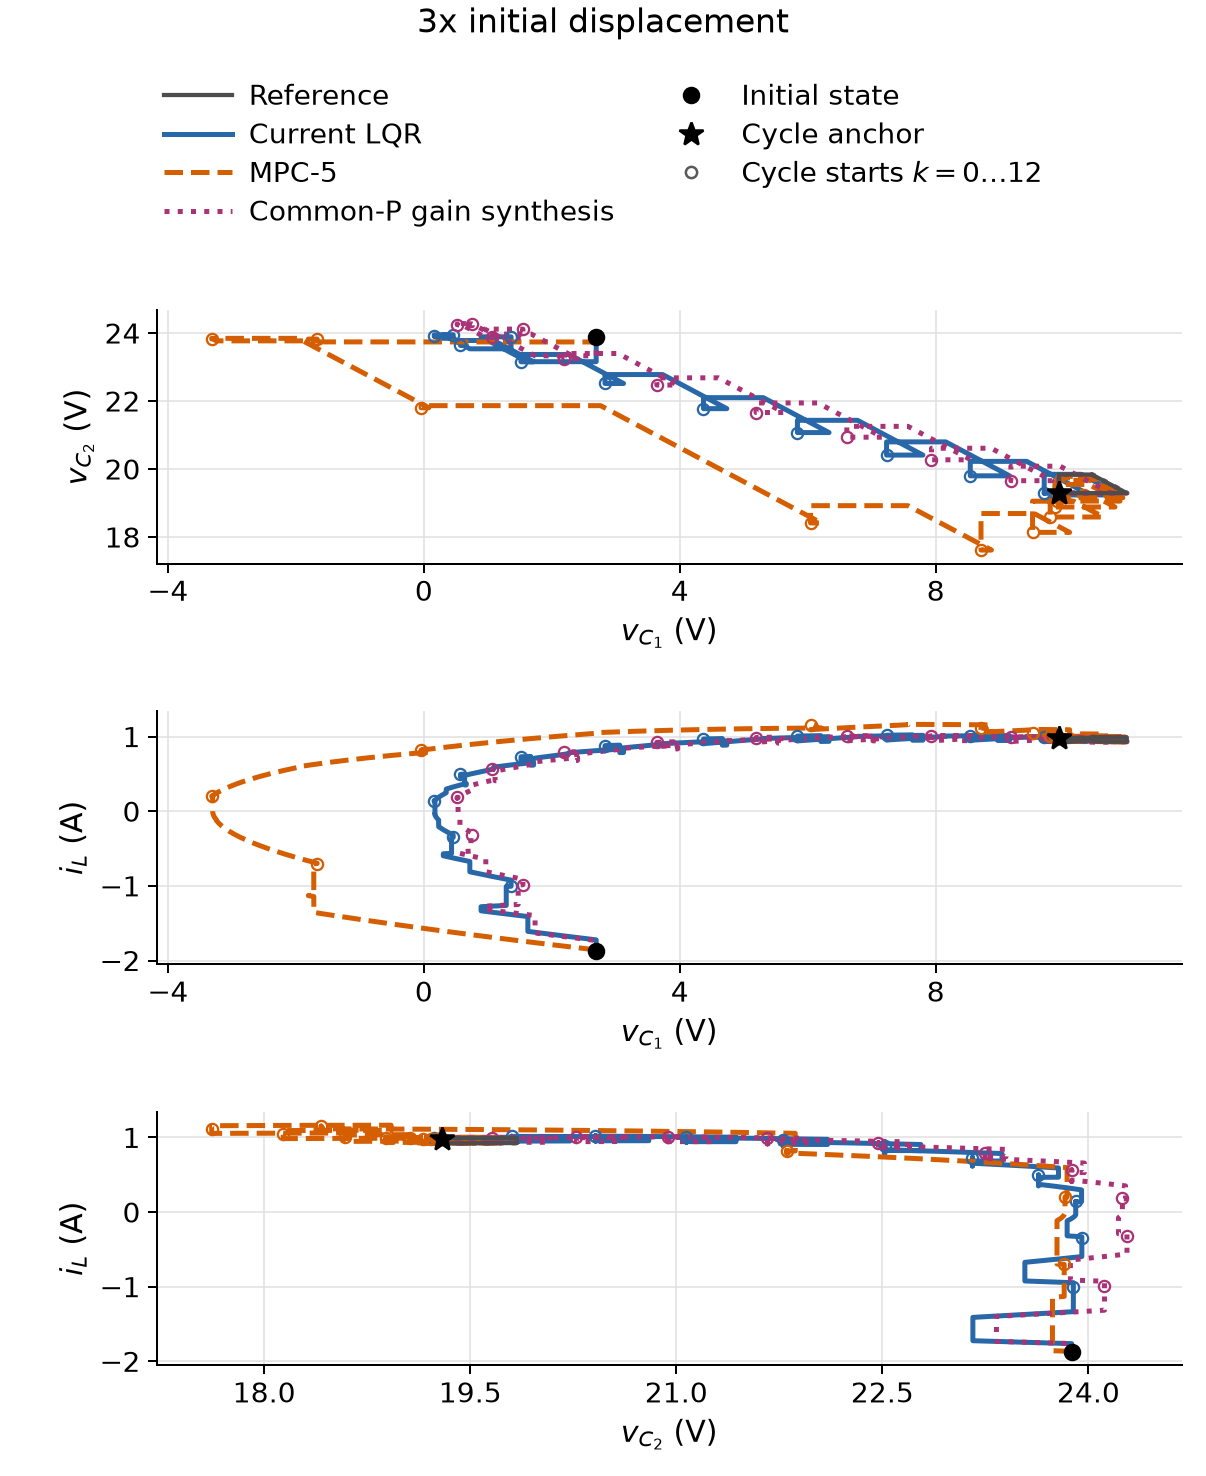 3x initial displacement
Reference
Current LQR
MPC-5
Common-P gain synthesis
Initial state
Cycle anchor
Cycle starts k = 0...12
24
22
20
18
v_{C_2} (V)
−4 0 4 8
v_{C_1} (V)
1
0
−1
−2
i_L (A)
−4 0 4 8
v_{C_1} (V)
1
0
−1
−2
i_L (A)
18.0 19.5 21.0 22.5 24.0
v_{C_2} (V)